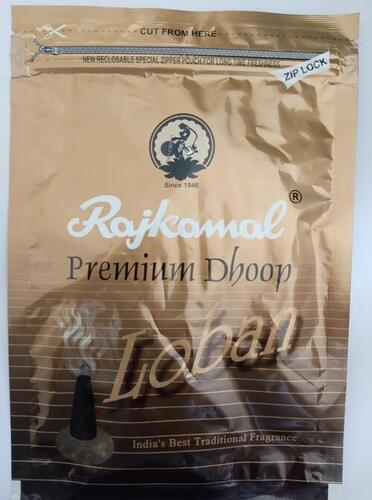 CUT FROM HERE
NEW RECLOSABLE SPECIAL ZIPPER POUCH FOR LONG TIME FRESHNESS
ZIP LOCK
Since 1946
Rajkamal ®
Premium Dhoop
Loban
India's Best Traditional Fragrance